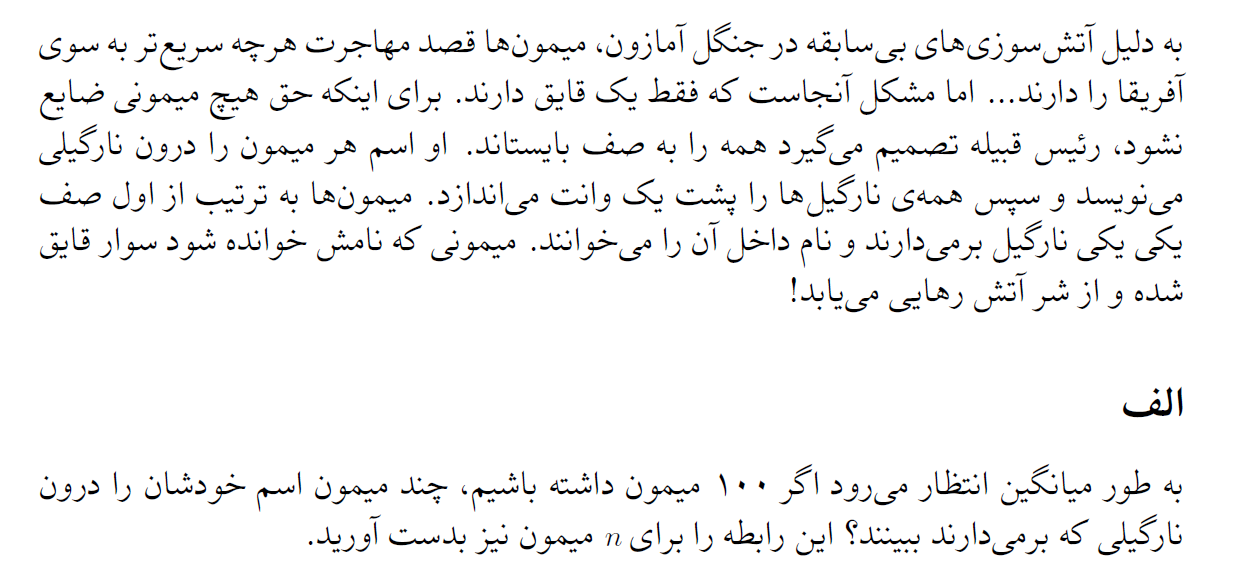 به دلیل آتش‌سوزی‌های بی‌سابقه در جنگل آمازون، میمون‌ها قصد مهاجرت هرچه سریع‌تر به سوی
آفریقا را دارند... اما مشکل آنجاست که فقط یک قایق دارند. برای اینکه حق هیچ میمونی ضایع
نشود، رئیس قبیله تصمیم می‌گیرد همه را به صف بایستاند. او اسم هر میمون را درون نارگیلی
می‌نویسد و سپس همه‌ی نارگیل‌ها را پشت یک وانت می‌اندازد. میمون‌ها به ترتیب از اول صف
یکی یکی نارگیل برمی‌دارند و نام داخل آن را می‌خوانند. میمونی که نامش خوانده شود سوار قایق
شده و از شر آتش رهایی می‌یابد!
الف
به طور میانگین انتظار می‌رود اگر ۱۰۰ میمون داشته باشیم، چند میمون اسم خودشان را درون
نارگیلی که برمی‌دارند ببینند؟ این رابطه را برای n میمون نیز بدست آورید.